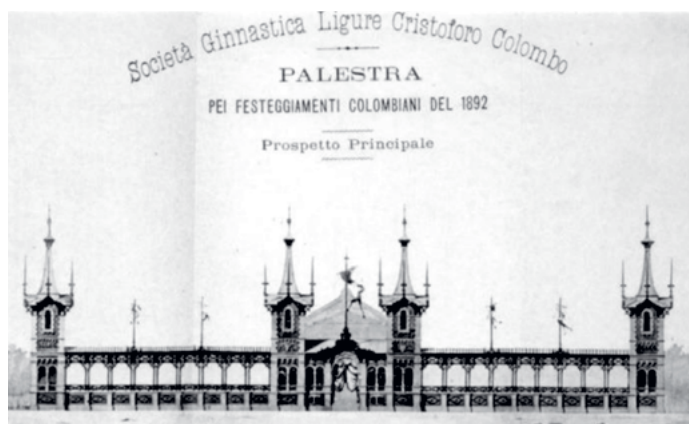 Società Ginnastica Ligure Cristoforo Colombo
PALESTRA
PEI FESTEGGIAMENTI COLOMBIANI DEL 1892
Prospetto Principale